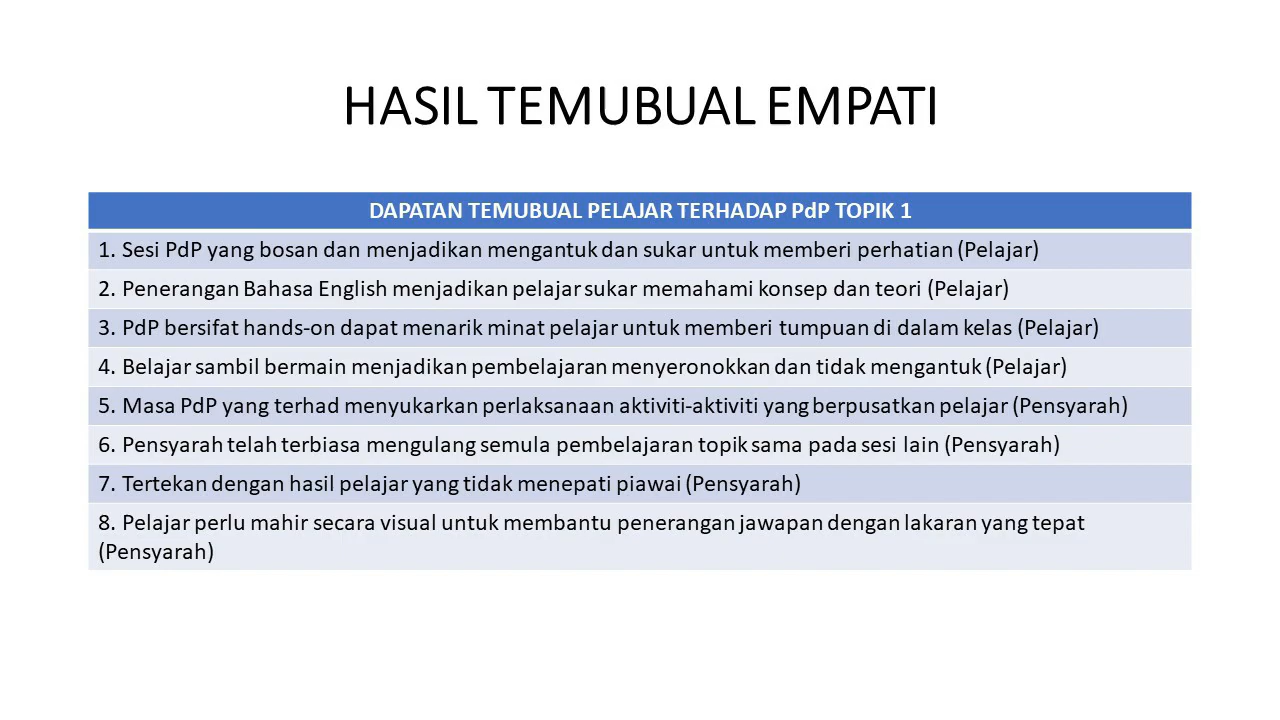 HASIL TEMUBUAL EMPATI
DAPATAN TEMUBUAL PELAJAR TERHADAP PdP TOPIK 1
1. Sesi PdP yang bosan dan menjadikan mengantuk dan sukar untuk memberi perhatian (Pelajar)
2. Penerangan Bahasa English menjadikan pelajar sukar memahami konsep dan teori (Pelajar)
3. PdP bersifat hands-on dapat menarik minat pelajar untuk memberi tumpuan di dalam kelas (Pelajar)
4. Belajar sambil bermain menjadikan pembelajaran menyeronokkan dan tidak mengantuk (Pelajar)
5. Masa PdP yang terhad menyukarkan perlaksanaan aktiviti-aktiviti yang berpusatkan pelajar (Pensyarah)
6. Pensyarah telah terbiasa mengulang semula pembelajaran topik sama pada sesi lain (Pensyarah)
7. Tertekan dengan hasil pelajar yang tidak menepati piawai (Pensyarah)
8. Pelajar perlu mahir secara visual untuk membantu penerangan jawapan dengan lakaran yang tepat
(Pensyarah)